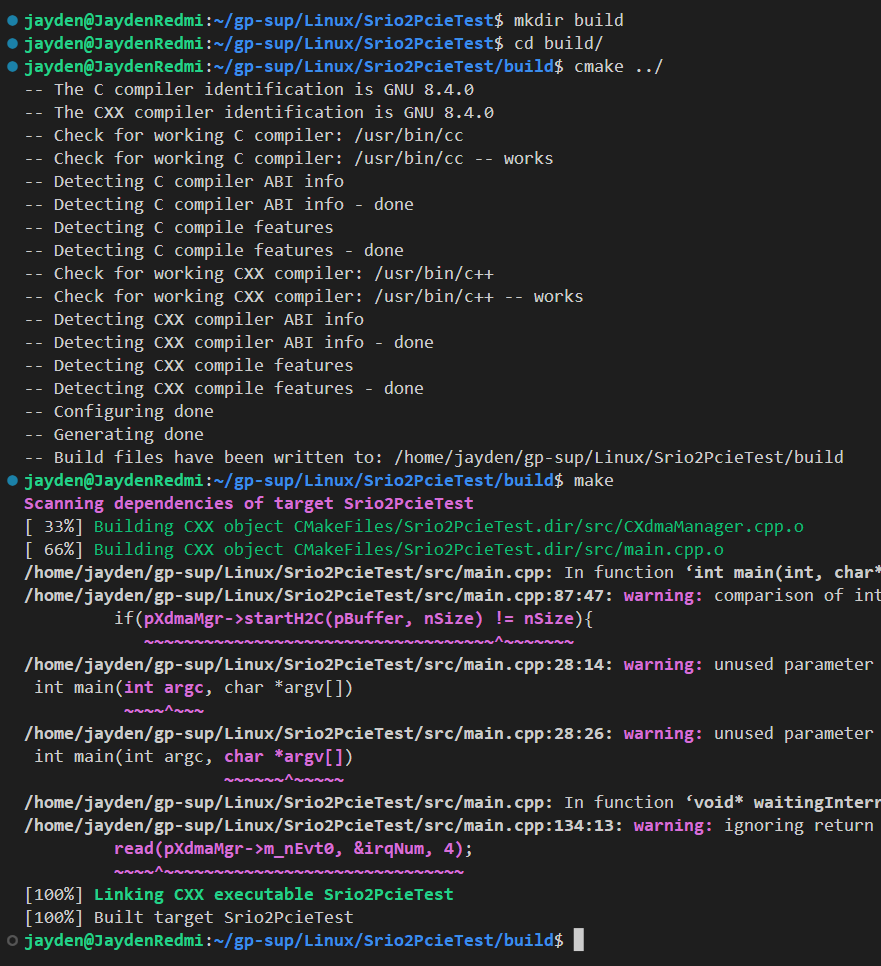 jayden@JaydenRedmi:~/gp-sup/Linux/Srio2PcieTest$ mkdir build
jayden@JaydenRedmi:~/gp-sup/Linux/Srio2PcieTest$ cd build/
jayden@JaydenRedmi:~/gp-sup/Linux/Srio2PcieTest/build$ cmake ../
-- The C compiler identification is GNU 8.4.0
-- The CXX compiler identification is GNU 8.4.0
-- Check for working C compiler: /usr/bin/cc
-- Check for working C compiler: /usr/bin/cc -- works
-- Detecting C compiler ABI info
-- Detecting C compiler ABI info - done
-- Detecting C compile features
-- Detecting C compile features - done
-- Check for working CXX compiler: /usr/bin/c++
-- Check for working CXX compiler: /usr/bin/c++ -- works
-- Detecting CXX compiler ABI info
-- Detecting CXX compiler ABI info - done
-- Detecting CXX compile features
-- Detecting CXX compile features - done
-- Configuring done
-- Generating done
-- Build files have been written to: /home/jayden/gp-sup/Linux/Srio2PcieTest/build
jayden@JaydenRedmi:~/gp-sup/Linux/Srio2PcieTest/build$ make
Scanning dependencies of target Srio2PcieTest
[ 33%] Building CXX object CMakeFiles/Srio2PcieTest.dir/src/CXdmaManager.cpp.o
[ 66%] Building CXX object CMakeFiles/Srio2PcieTest.dir/src/main.cpp.o
/home/jayden/gp-sup/Linux/Srio2PcieTest/src/main.cpp: In function ‘int main(int, char*
/home/jayden/gp-sup/Linux/Srio2PcieTest/src/main.cpp:87:47: warning: comparison of int
if(pXdmaMgr->startH2C(pBuffer, nSize) != nSize){
~~~~~~~~~~~~~~~~~~~~~~~~~~~~~~~~~~~^~~~~~~~
/home/jayden/gp-sup/Linux/Srio2PcieTest/src/main.cpp:28:14: warning: unused parameter
int main(int argc, char *argv[])
~~~~^~~~
/home/jayden/gp-sup/Linux/Srio2PcieTest/src/main.cpp:28:26: warning: unused parameter
int main(int argc, char *argv[])
~~~~~~^~~~~~
/home/jayden/gp-sup/Linux/Srio2PcieTest/src/main.cpp: In function ‘void* waitingInterr
/home/jayden/gp-sup/Linux/Srio2PcieTest/src/main.cpp:134:13: warning: ignoring return
read(pXdmaMgr->m_nEvt0, &irqNum, 4);
~~~~^~~~~~~~~~~~~~~~~~~~~~~~~~~~~~~
[100%] Linking CXX executable Srio2PcieTest
[100%] Built target Srio2PcieTest
jayden@JaydenRedmi:~/gp-sup/Linux/Srio2PcieTest/build$